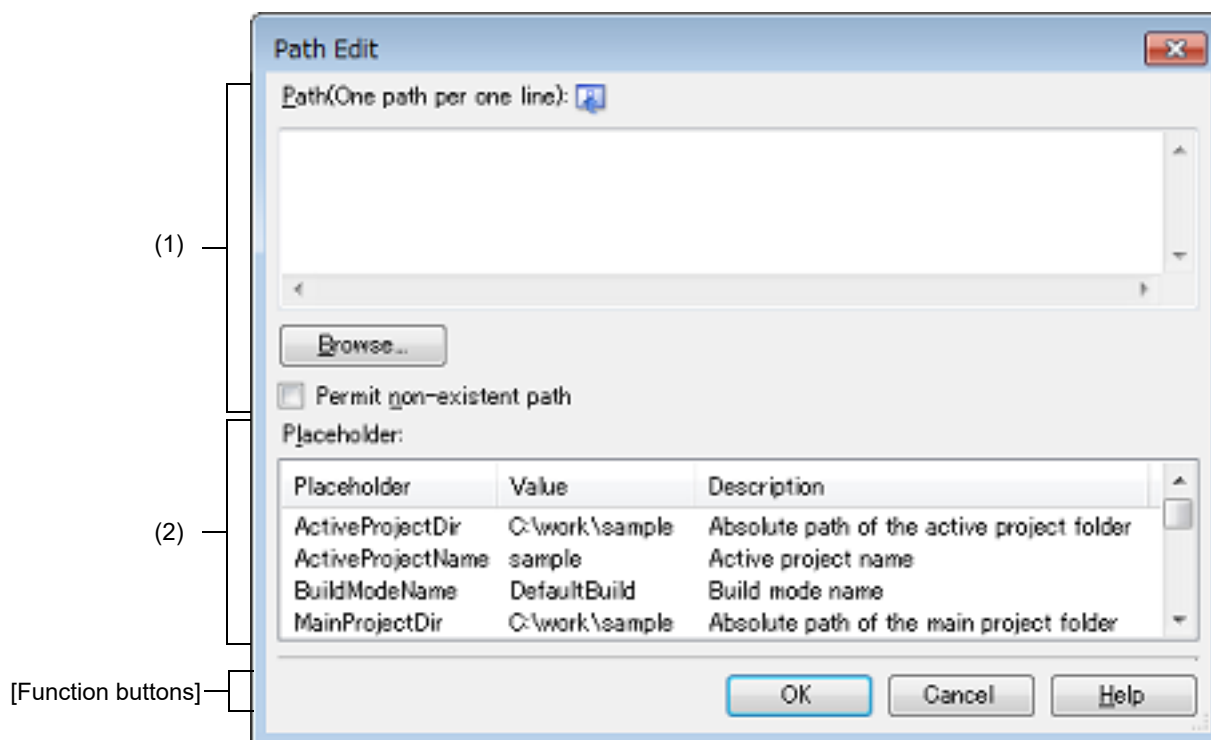 Path Edit
Path(One path per one line):
(1)
Browse...
Permit non-existent path
Placeholder:
Placeholder Value Description
(2)
ActiveProjectDir C:\work\sample Absolute path of the active project folder
ActiveProjectName sample Active project name
BuildModeName DefaultBuild Build mode name
MainProjectDir C:\work\sample Absolute path of the main project folder
[Function buttons]
OK Cancel Help